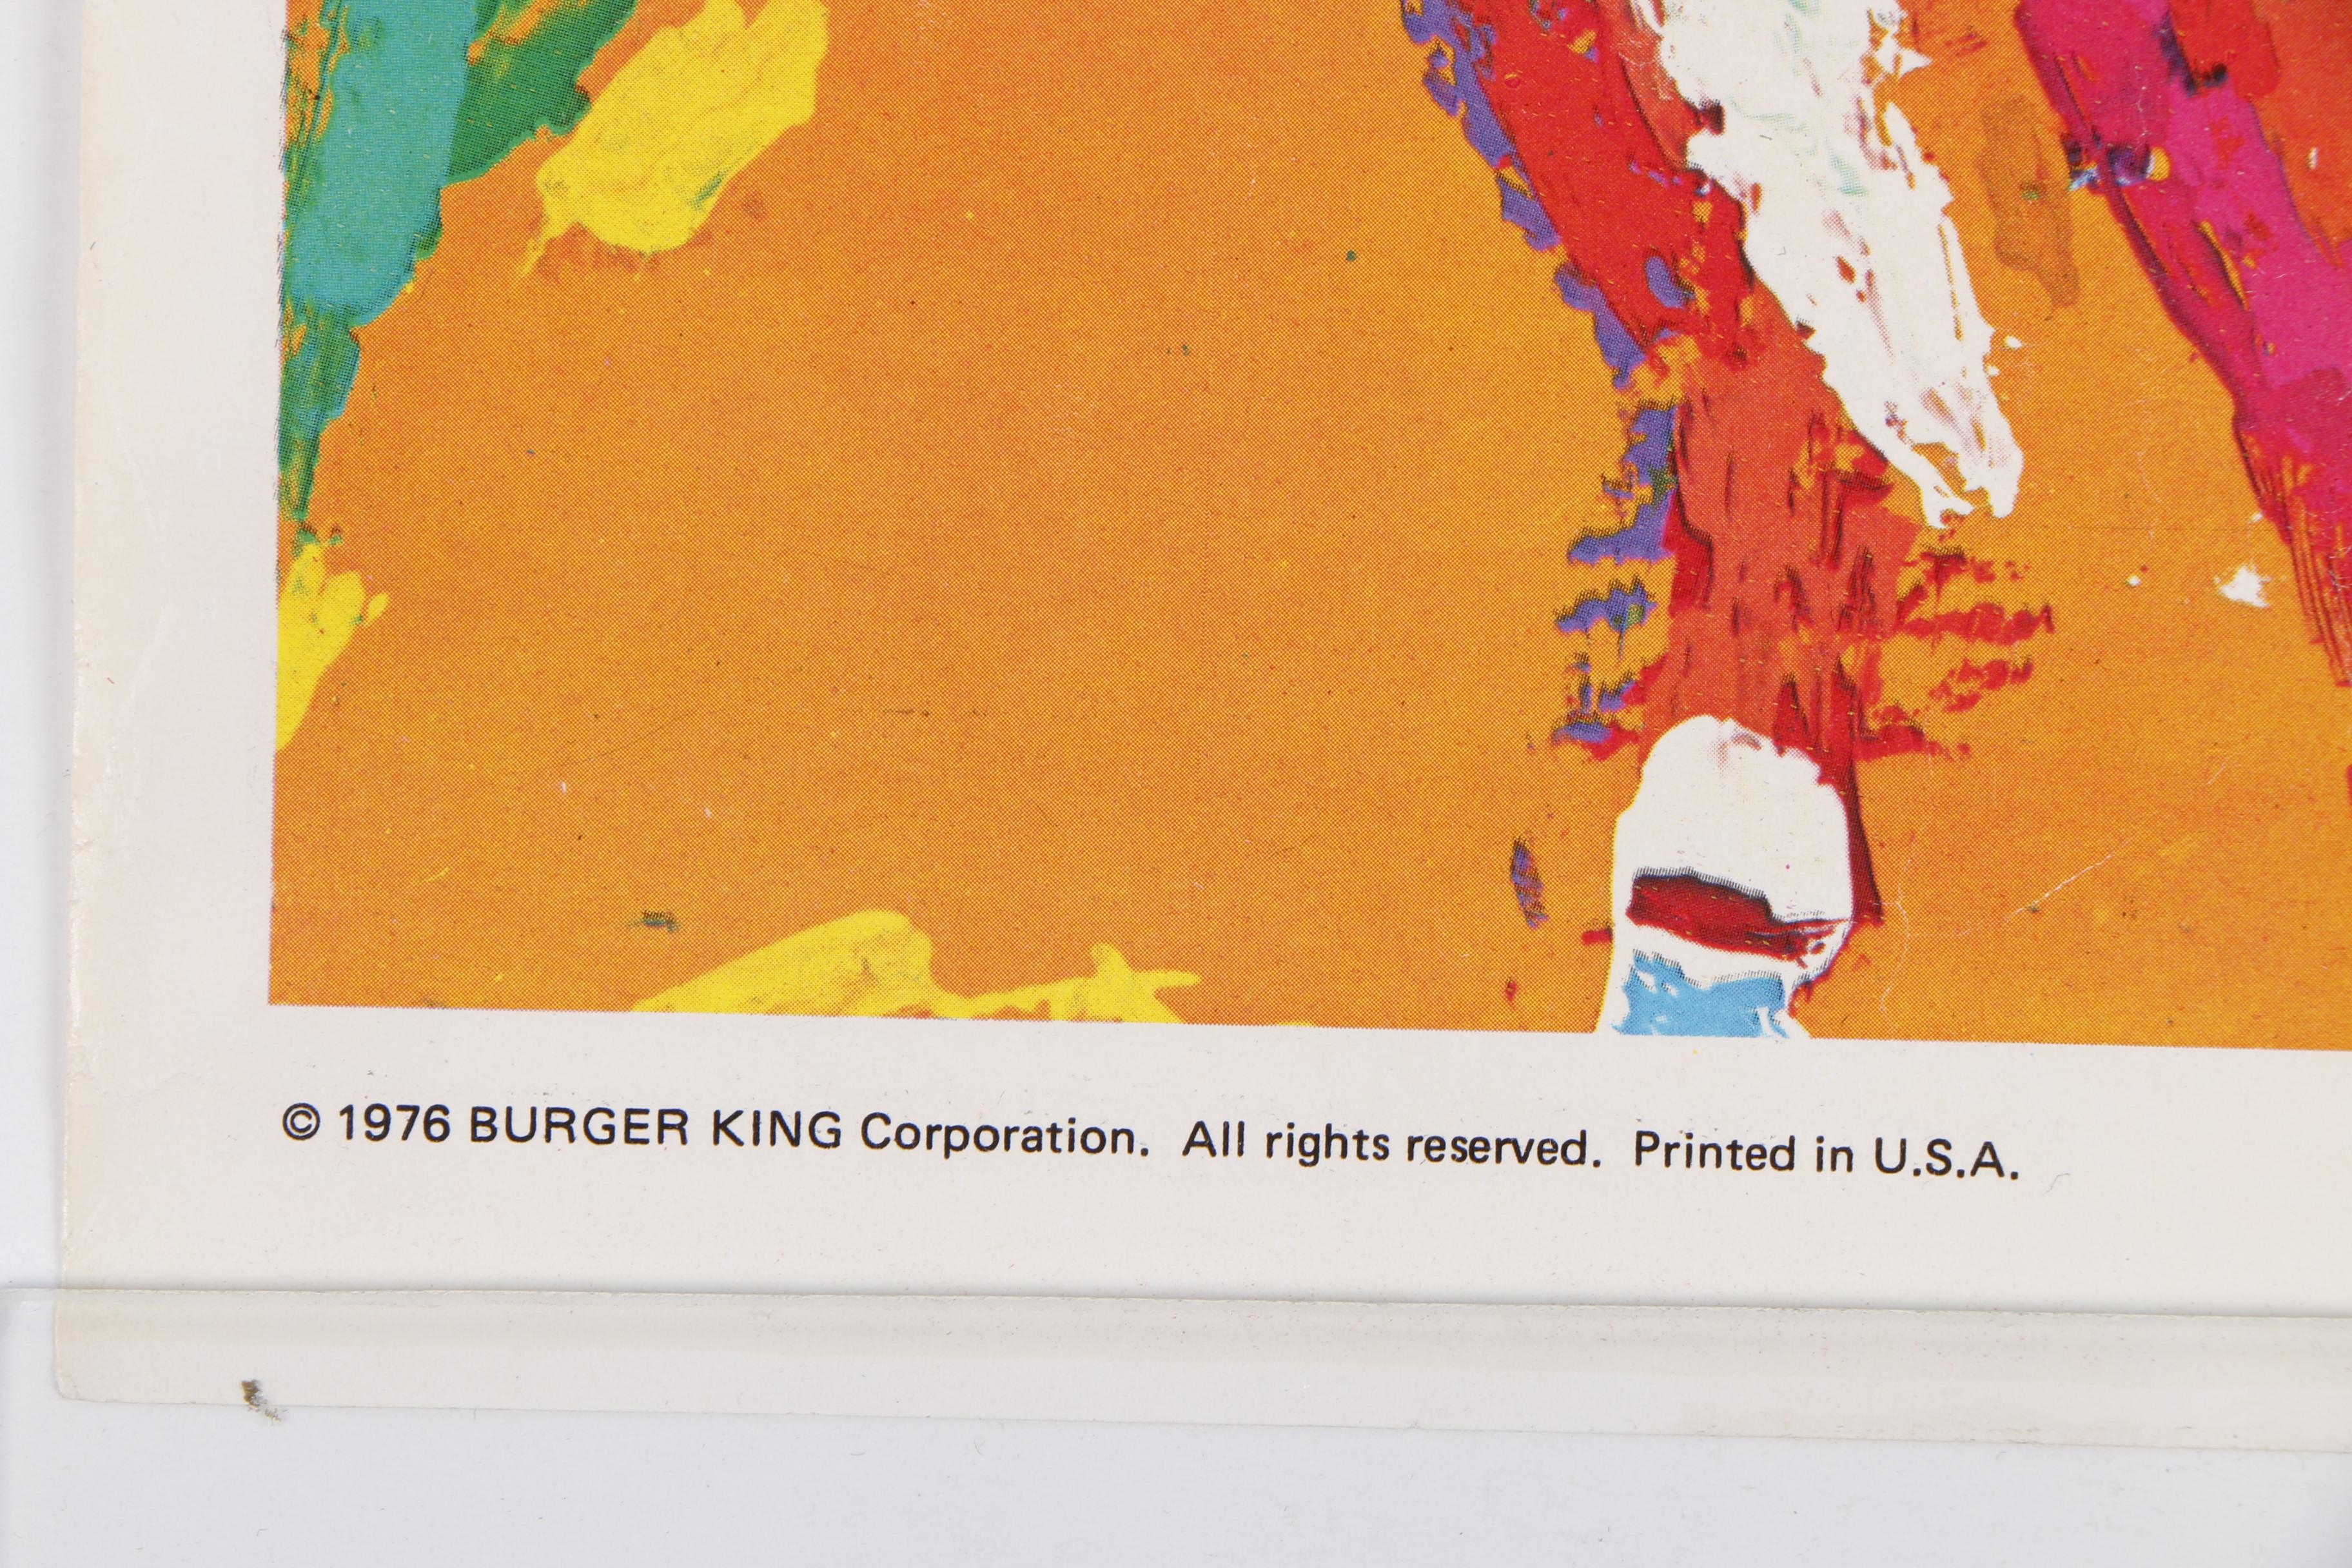 © 1976 BURGER KING Corporation. All rights reserved. Printed in U.S.A.